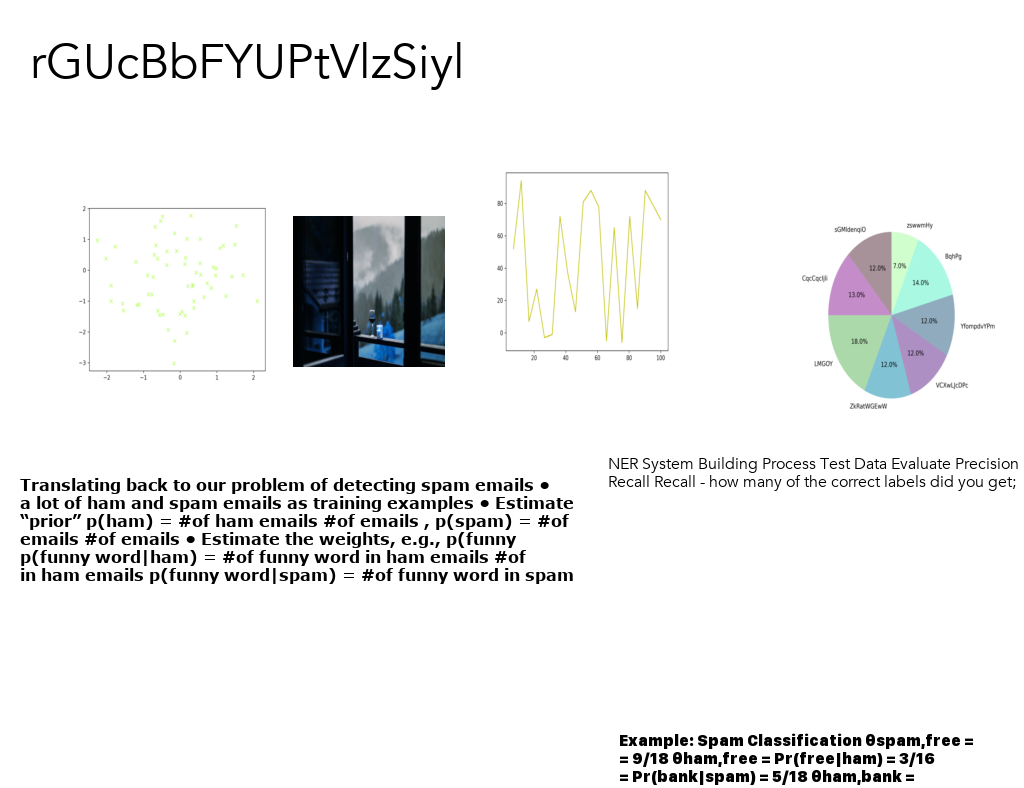 rGUcBbFYUPtVlzSiyl
2
1
0
−1
−2
−3
−2
−1
0
1
2
80
60
40
20
0
20
40
60
80
100
sGMldenqiO
zswwmHy
BqhPg
YfompdvYPm
VCXwLjcDPc
ZkRatWGEwW
LMGOY
CqcCqcIjli
12.0%
7.0%
14.0%
12.0%
12.0%
12.0%
18.0%
13.0%
NER System Building Process Test Data Evaluate Precision
Recall Recall - how many of the correct labels did you get;
Translating back to our problem of detecting spam emails ●
a lot of ham and spam emails as training examples ● Estimate
“prior” p(ham) = #of ham emails #of emails , p(spam) = #of
emails #of emails ● Estimate the weights, e.g., p(funny
p(funny word|ham) = #of funny word in ham emails #of
in ham emails p(funny word|spam) = #of funny word in spam
Example: Spam Classification θspam,free =
= 9/18 θham,free = Pr(free|ham) = 3/16
= Pr(bank|spam) = 5/18 θham,bank =